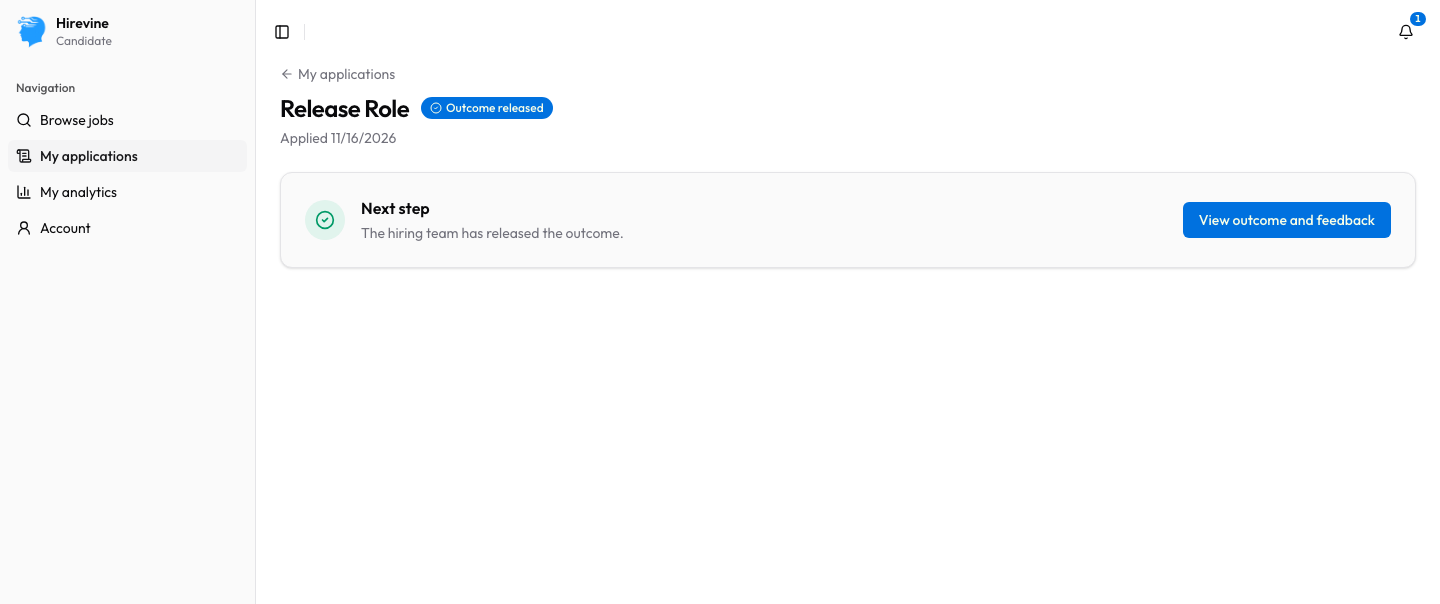 Hirevine
Candidate
Navigation
Browse jobs
My applications
My analytics
Account
1
My applications
Release Role
Outcome released
Applied 11/16/2026
Next step
The hiring team has released the outcome.
View outcome and feedback